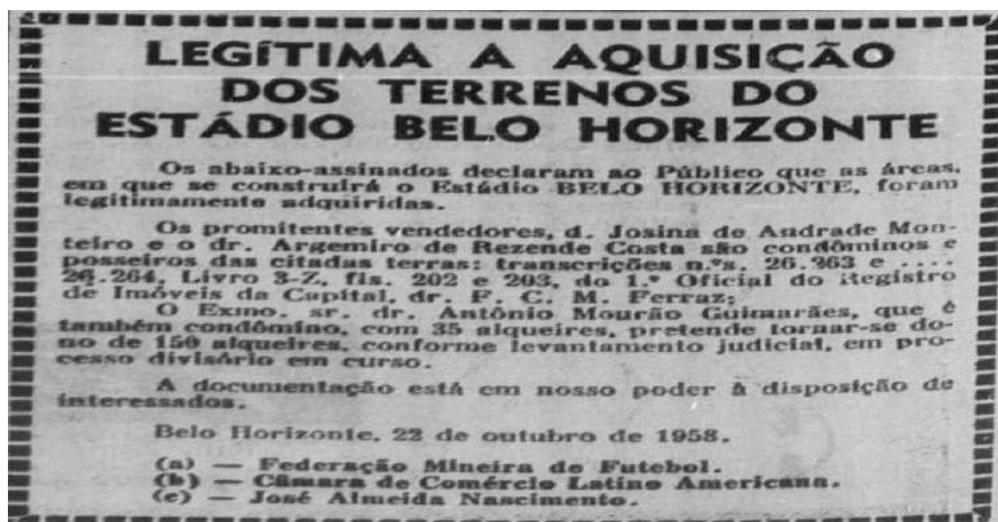 LEGÍTIMA A AQUISIÇÃO
DOS TERRENOS DO
ESTÁDIO BELO HORIZONTE
Os abaixo-assinados declaram ao Público que as áreas,
em que se construirá o Estádio BELO HORIZONTE, foram
legitimamente adquiridas.
Os promitentes vendedores, d. Josina de Andrade Mon-
teiro e o dr. Argemiro de Rezende Costa são condôminos e
posseiros das citadas terras: transcrições n.ºs. 26.263 e ....
26.264, Livro 3-Z, fls. 202 e 203, do 1.º Oficial do Registro
de Imóveis da Capital, dr. F. C. M. Ferraz;
O Exmo. sr. dr. Antônio Mourão Guimarães, que é
também condômino, com 35 alqueires, pretende tornar-se do-
no de 150 alqueires, conforme levantamento judicial, em pro-
cesso divisório em curso.
A documentação está em nosso poder à disposição de
interessados.
Belo Horizonte, 22 de outubro de 1958.
(a) — Federação Mineira de Futebol.
(b) — Câmara de Comércio Latino Americana.
(c) — José Almeida Nascimento.